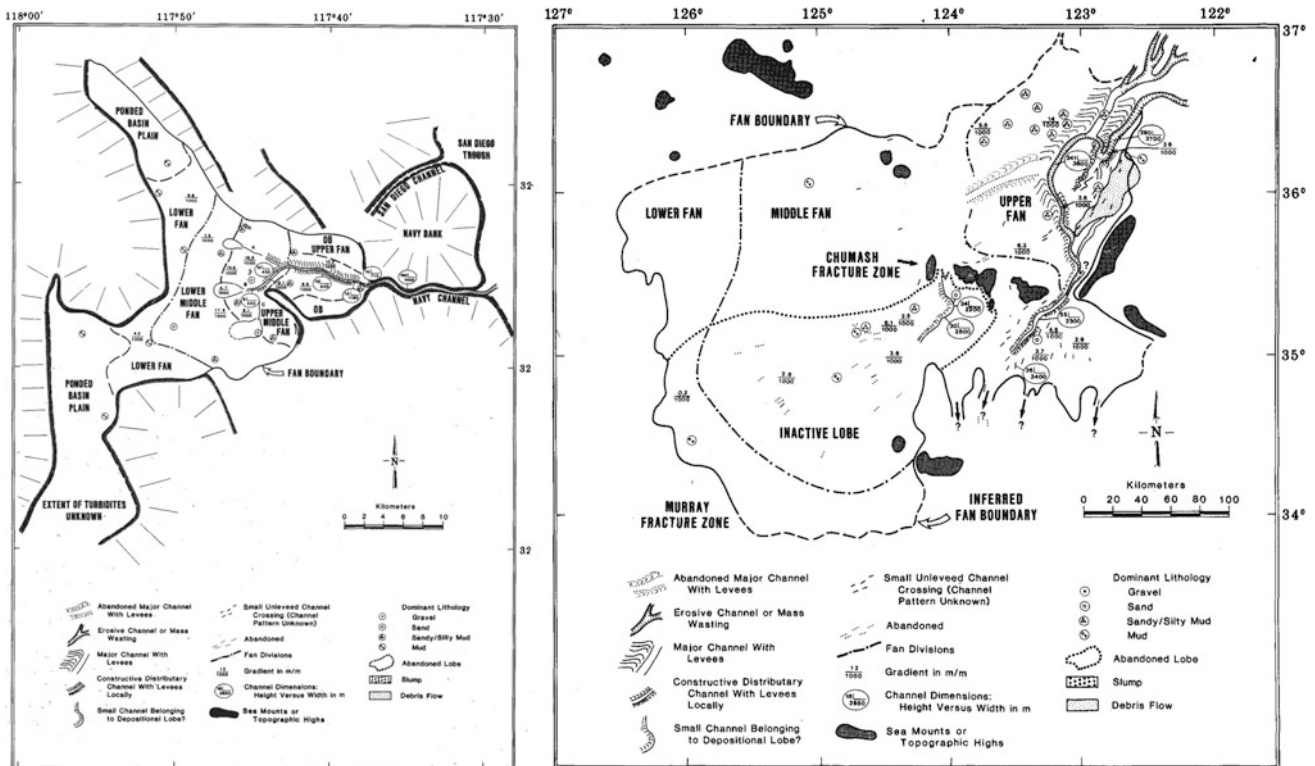 118°00'
117°50'
117°40'
117°30'
PONDED
BASIN
PLAIN
SAN DIEGO
TROUGH
SAN DIEGO CHANNEL
NAVY BANK
LOWER
FAN
OB
UPPER FAN
NAVY CHANNEL
LOWER
MIDDLE
FAN
UPPER
MIDDLE
FAN
OB
LOWER FAN
FAN BOUNDARY
PONDED
BASIN
PLAIN
EXTENT OF TURBIDITES
UNKNOWN
N
Kilometers
0 2 4 6 8 10
32
32
32
Abandoned Major Channel
With Levees
Erosive Channel or Mass
Wasting
Major Channel With
Levees
Constructive Distributary
Channel With Levees
Locally
Small Channel Belonging
to Depositional Lobe?
Small Unleveed Channel
Crossing (Channel
Pattern Unknown)
Abandoned
Fan Divisions
Gradient in m/m
Channel Dimensions:
Height Versus Width in m
Sea Mounts or
Topographic Highs
Dominant Lithology
Gravel
Sand
Sandy/Silty Mud
Mud
Abandoned Lobe
Slump
Debris Flow
127°
126°
125°
124°
123°
122°
37°
36°
35°
34°
FAN BOUNDARY
LOWER FAN
MIDDLE FAN
UPPER
FAN
CHUMASH
FRACTURE ZONE
INACTIVE LOBE
MURRAY
FRACTURE ZONE
INFERRED
FAN BOUNDARY
?
?
?
?
?
N
Kilometers
0 20 40 60 80 100
Abandoned Major Channel
With Levees
Erosive Channel or Mass
Wasting
Major Channel With
Levees
Constructive Distributary
Channel With Levees
Locally
Small Channel Belonging
to Depositional Lobe?
Small Unleveed Channel
Crossing (Channel
Pattern Unknown)
Abandoned
Fan Divisions
12
1000
Gradient in m/m
Channel Dimensions:
Height Versus Width in m
Sea Mounts or
Topographic Highs
Dominant Lithology
Gravel
Sand
Sandy/Silty Mud
Mud
Abandoned Lobe
Slump
Debris Flow